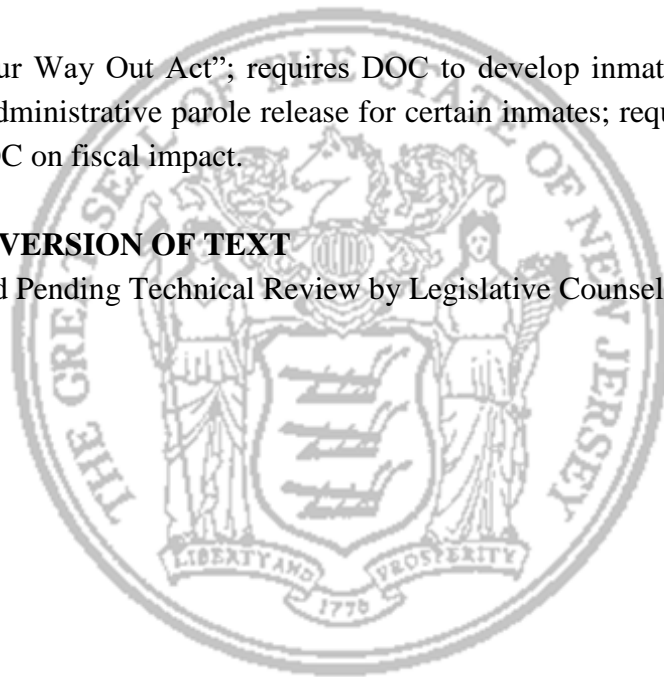 ur Way Out Act”; requires DOC to develop inmat
dministrative parole release for certain inmates; requ
OC on fiscal impact.
VERSION OF TEXT
d Pending Technical Review by Legislative Counsel
THE GREAT SEAL OF THE STATE OF NEW JERSEY
LIBERTY AND PROSPERITY
1776